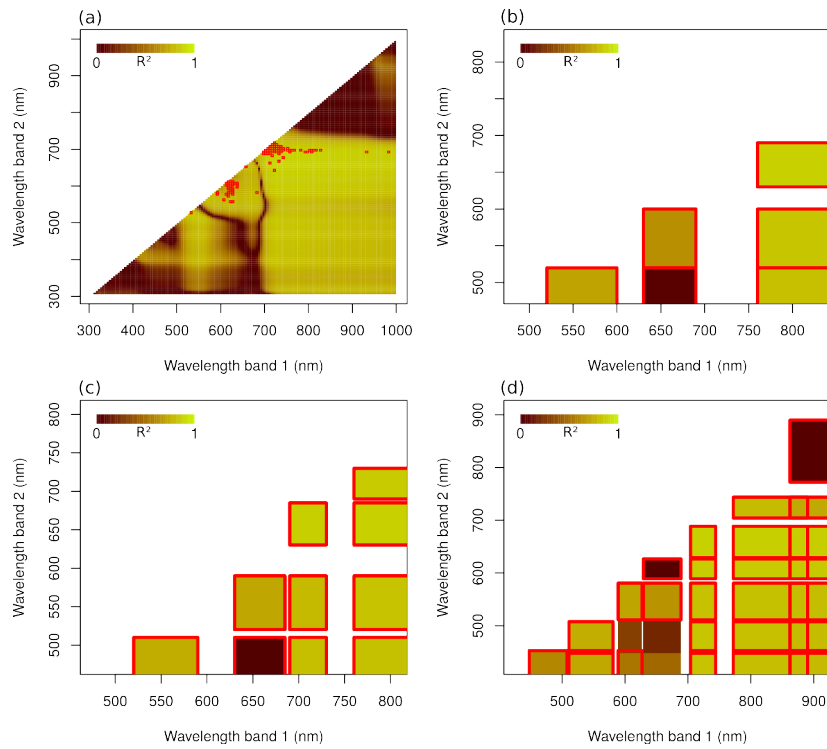 (a)
0 1
R²
300 500 700 900
300 400 500 600 700 800 900 1000
Wavelength band 1 (nm)
Wavelength band 2 (nm)
(b)
0 1
R²
500 600 700 800
500 550 600 650 700 750 800
Wavelength band 1 (nm)
Wavelength band 2 (nm)
(c)
0 1
R²
500 550 600 650 700 750 800
500 550 600 650 700 750 800
Wavelength band 1 (nm)
Wavelength band 2 (nm)
(d)
0 1
R²
500 600 700 800 900
500 600 700 800 900
Wavelength band 1 (nm)
Wavelength band 2 (nm)